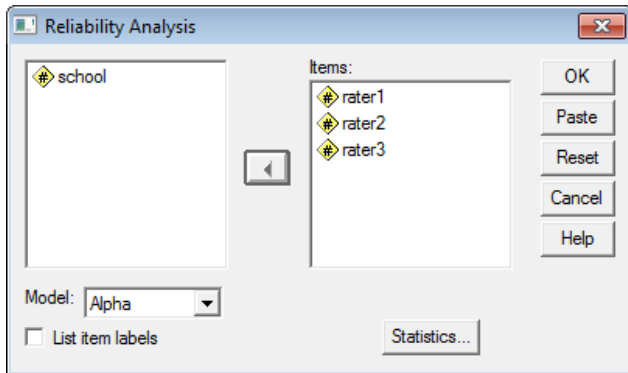 Reliability Analysis
school
Items:
rater1
rater2
rater3
OK
Paste
Reset
Cancel
Help
Model: Alpha
List item labels
Statistics...